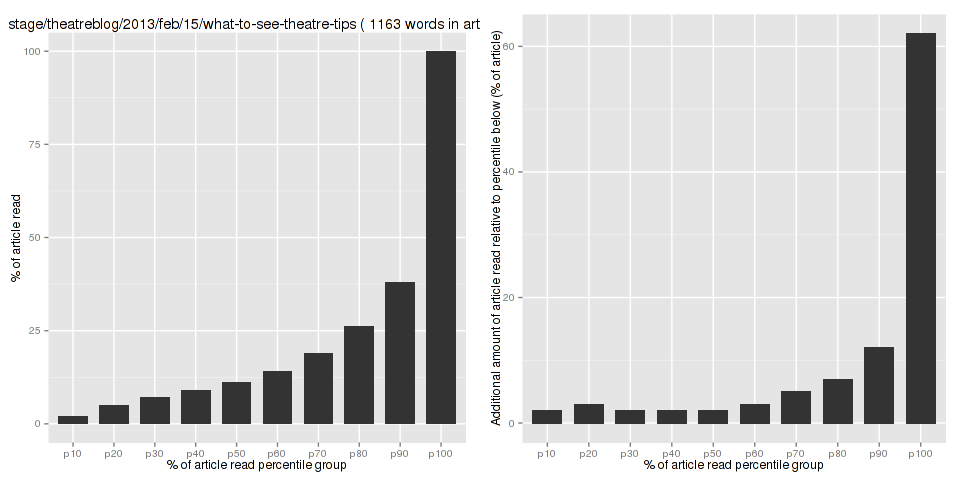 stage/theatreblog/2013/feb/15/what-to-see-theatre-tips ( 1163 words in art
% of article read
100
75
50
25
0
p10 p20 p30 p40 p50 p60 p70 p80 p90 p100
% of article read percentile group
Additional amount of article read relative to percentile below (% of article)
60
40
20
0
p10 p20 p30 p40 p50 p60 p70 p80 p90 p100
% of article read percentile group